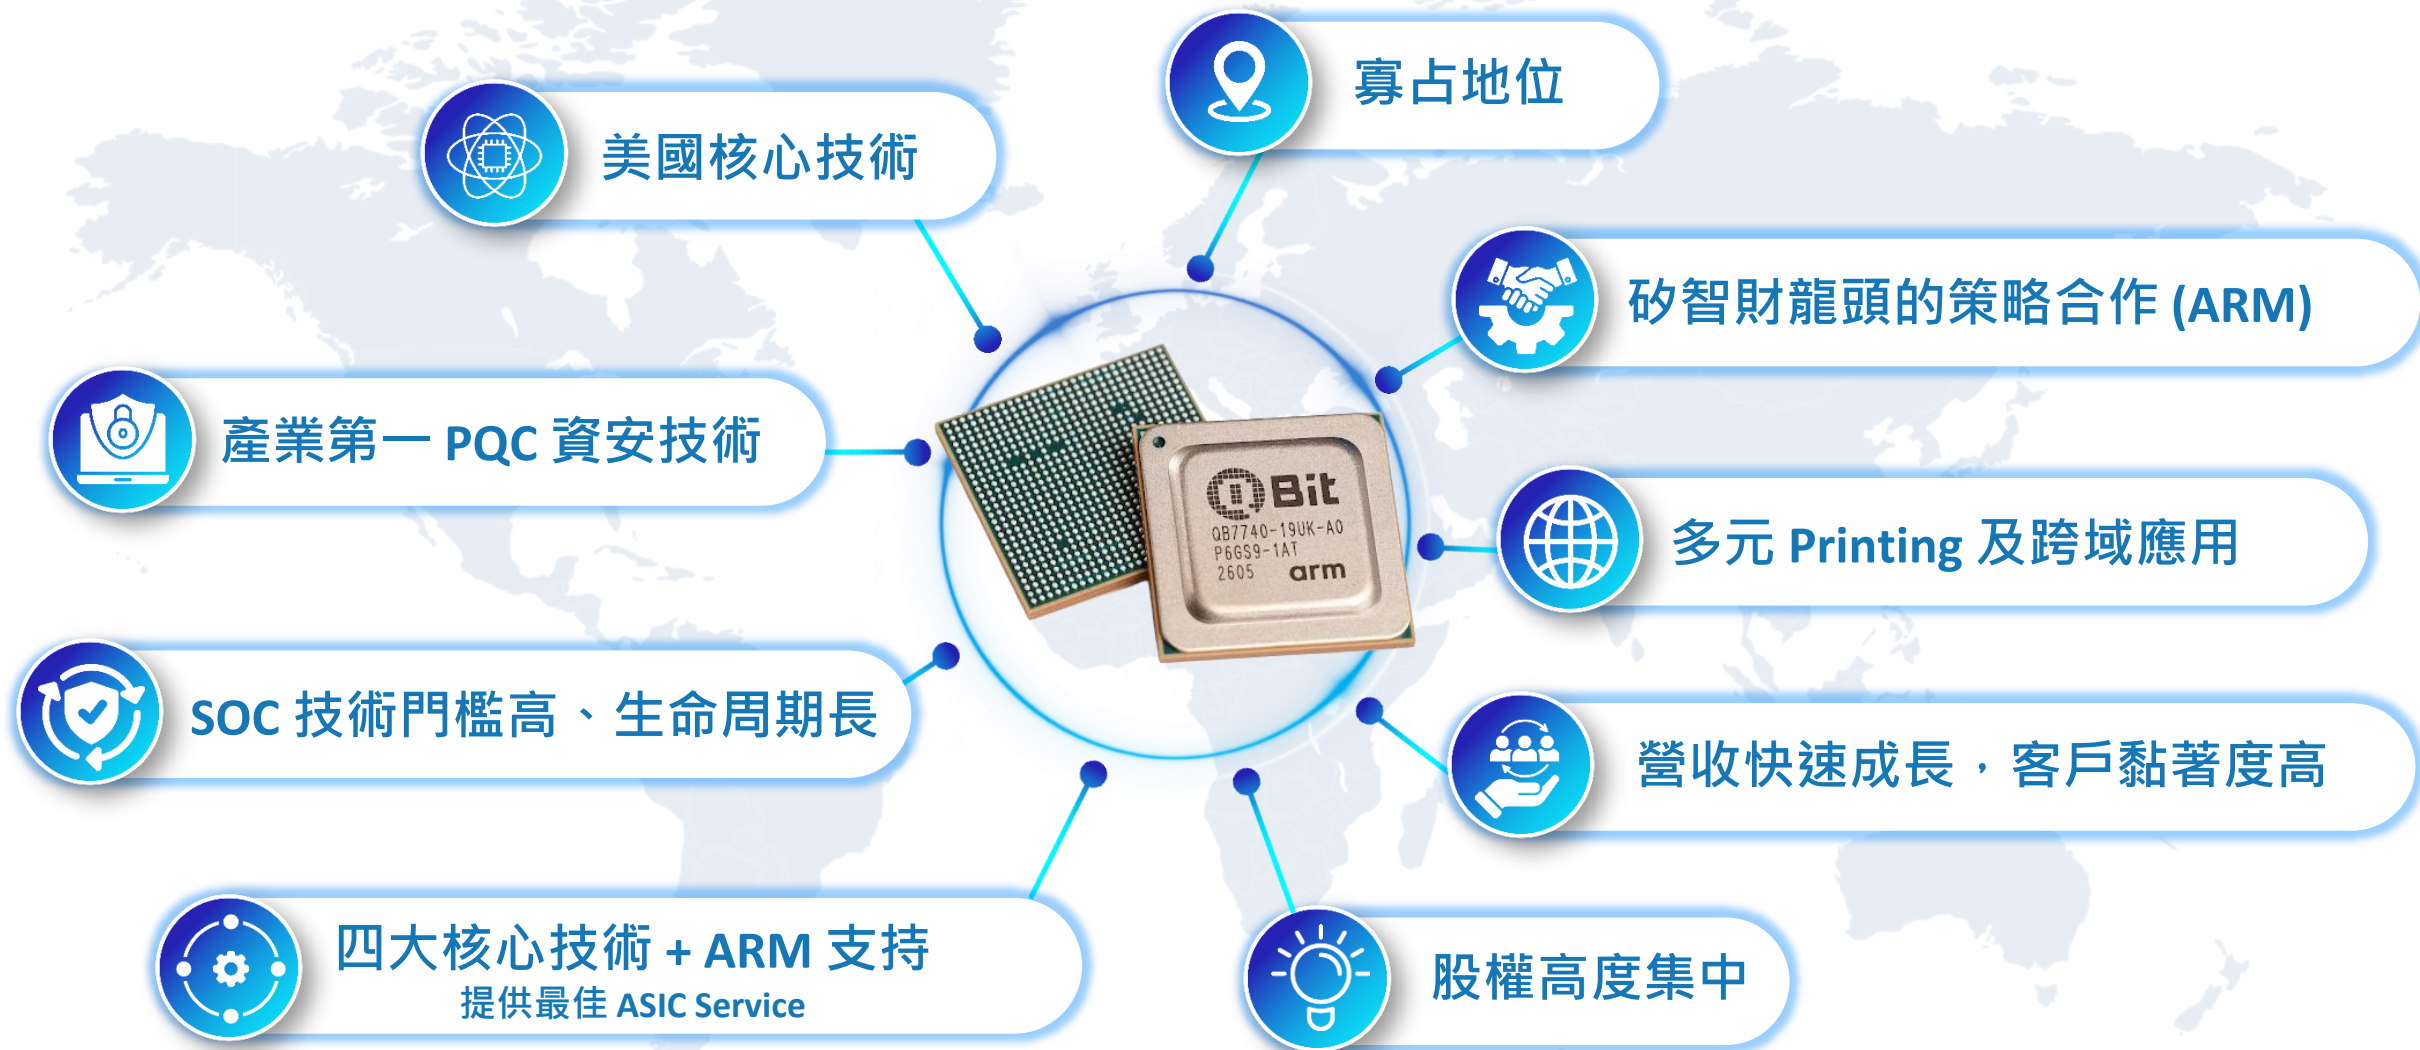 寡占地位
美國核心技術
矽智財龍頭的策略合作 (ARM)
產業第一 PQC 資安技術
QBit
QB7740-19UK-A0
P6GS9-1AT
2605 arm
多元 Printing 及跨域應用
SOC 技術門檻高、生命周期長
營收快速成長，客戶黏著度高
四大核心技術 + ARM 支持
提供最佳 ASIC Service
股權高度集中